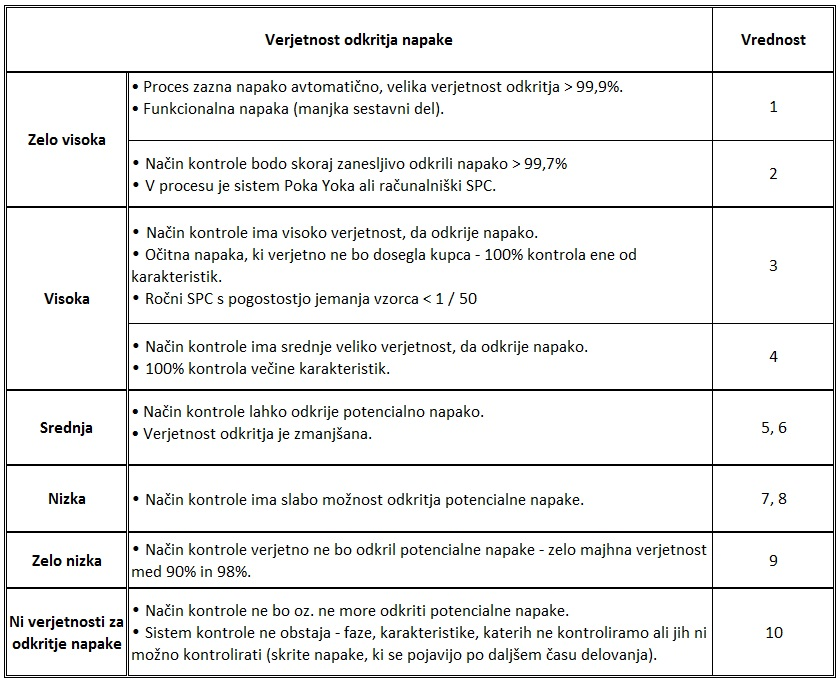 Verjetnost odkritja napake
Vrednost
Zelo visoka
• Proces zazna napako avtomatično, velika verjetnost odkritja > 99,9%.
• Funkcionalna napaka (manjka sestavni del).
1
• Način kontrole bodo skoraj zanesljivo odkrili napako > 99,7%
• V procesu je sistem Poka Yoka ali računalniški SPC.
2
Visoka
• Način kontrole ima visoko verjetnost, da odkrije napako.
• Očitna napaka, ki verjetno ne bo dosegla kupca - 100% kontrola ene od
karakteristik.
• Ročni SPC s pogostostjo jemanja vzorca < 1 / 50
3
• Način kontrole ima srednje veliko verjetnost, da odkrije napako.
• 100% kontrola večine karakteristik.
4
Srednja
• Način kontrole lahko odkrije potencialno napako.
• Verjetnost odkritja je zmanjšana.
5, 6
Nizka
• Način kontrole ima slabo možnost odkritja potencialne napake.
7, 8
Zelo nizka
• Način kontrole verjetno ne bo odkril potencialne napake - zelo majhna verjetnost
med 90% in 98%.
9
Ni verjetnosti za
odkritje napake
• Način kontrole ne bo oz. ne more odkriti potencialne napake.
• Sistem kontrole ne obstaja - faze, karakteristike, katerih ne kontroliramo ali jih ni
možno kontrolirati (skrite napake, ki se pojavijo po daljšem času delovanja).
10